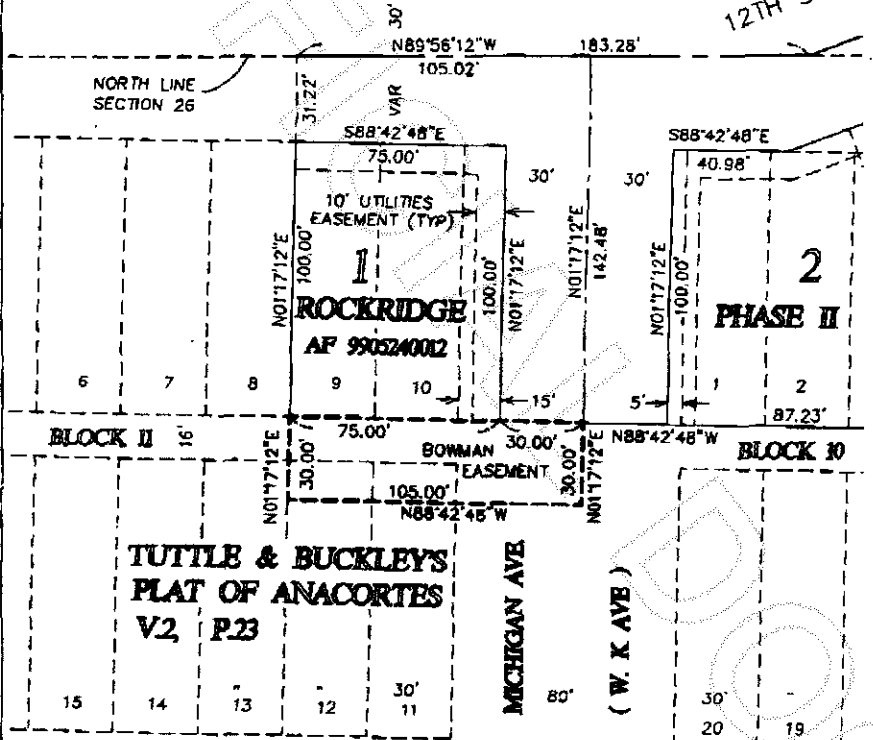 30'
12TH
N89°56'12"W
183.28'
105.02'
NORTH LINE
SECTION 26
31.22'
VAR
S88°42'48"E
75.00'
S88°42'48"E
40.98'
30'
30'
10' UTILITIES
EASEMENT (TYP)
N01°17'12"E
100.00'
100.00'
N01°17'12"E
N01°17'12"E
142.48'
N01°17'12"E
100.00'
1
ROCKRIDGE
AF 9905240012
2
PHASE II
6
7
8
9
10
15'
5'
1
2
87.23'
BLOCK 11
16'
75.00'
BOWMAN
EASEMENT
30.00'
N88°42'48"W
BLOCK 10
N01°17'12"E
30.00'
105.00'
N88°42'48"W
30.00'
N01°17'12"E
TUTTLE & BUCKLEY'S
PLAT OF ANACORTES
V.2, P.23
MICHIGAN AVE
(W. K AVE)
15
14
"
13
"
12
30'
11
80'
30'
20
"
19